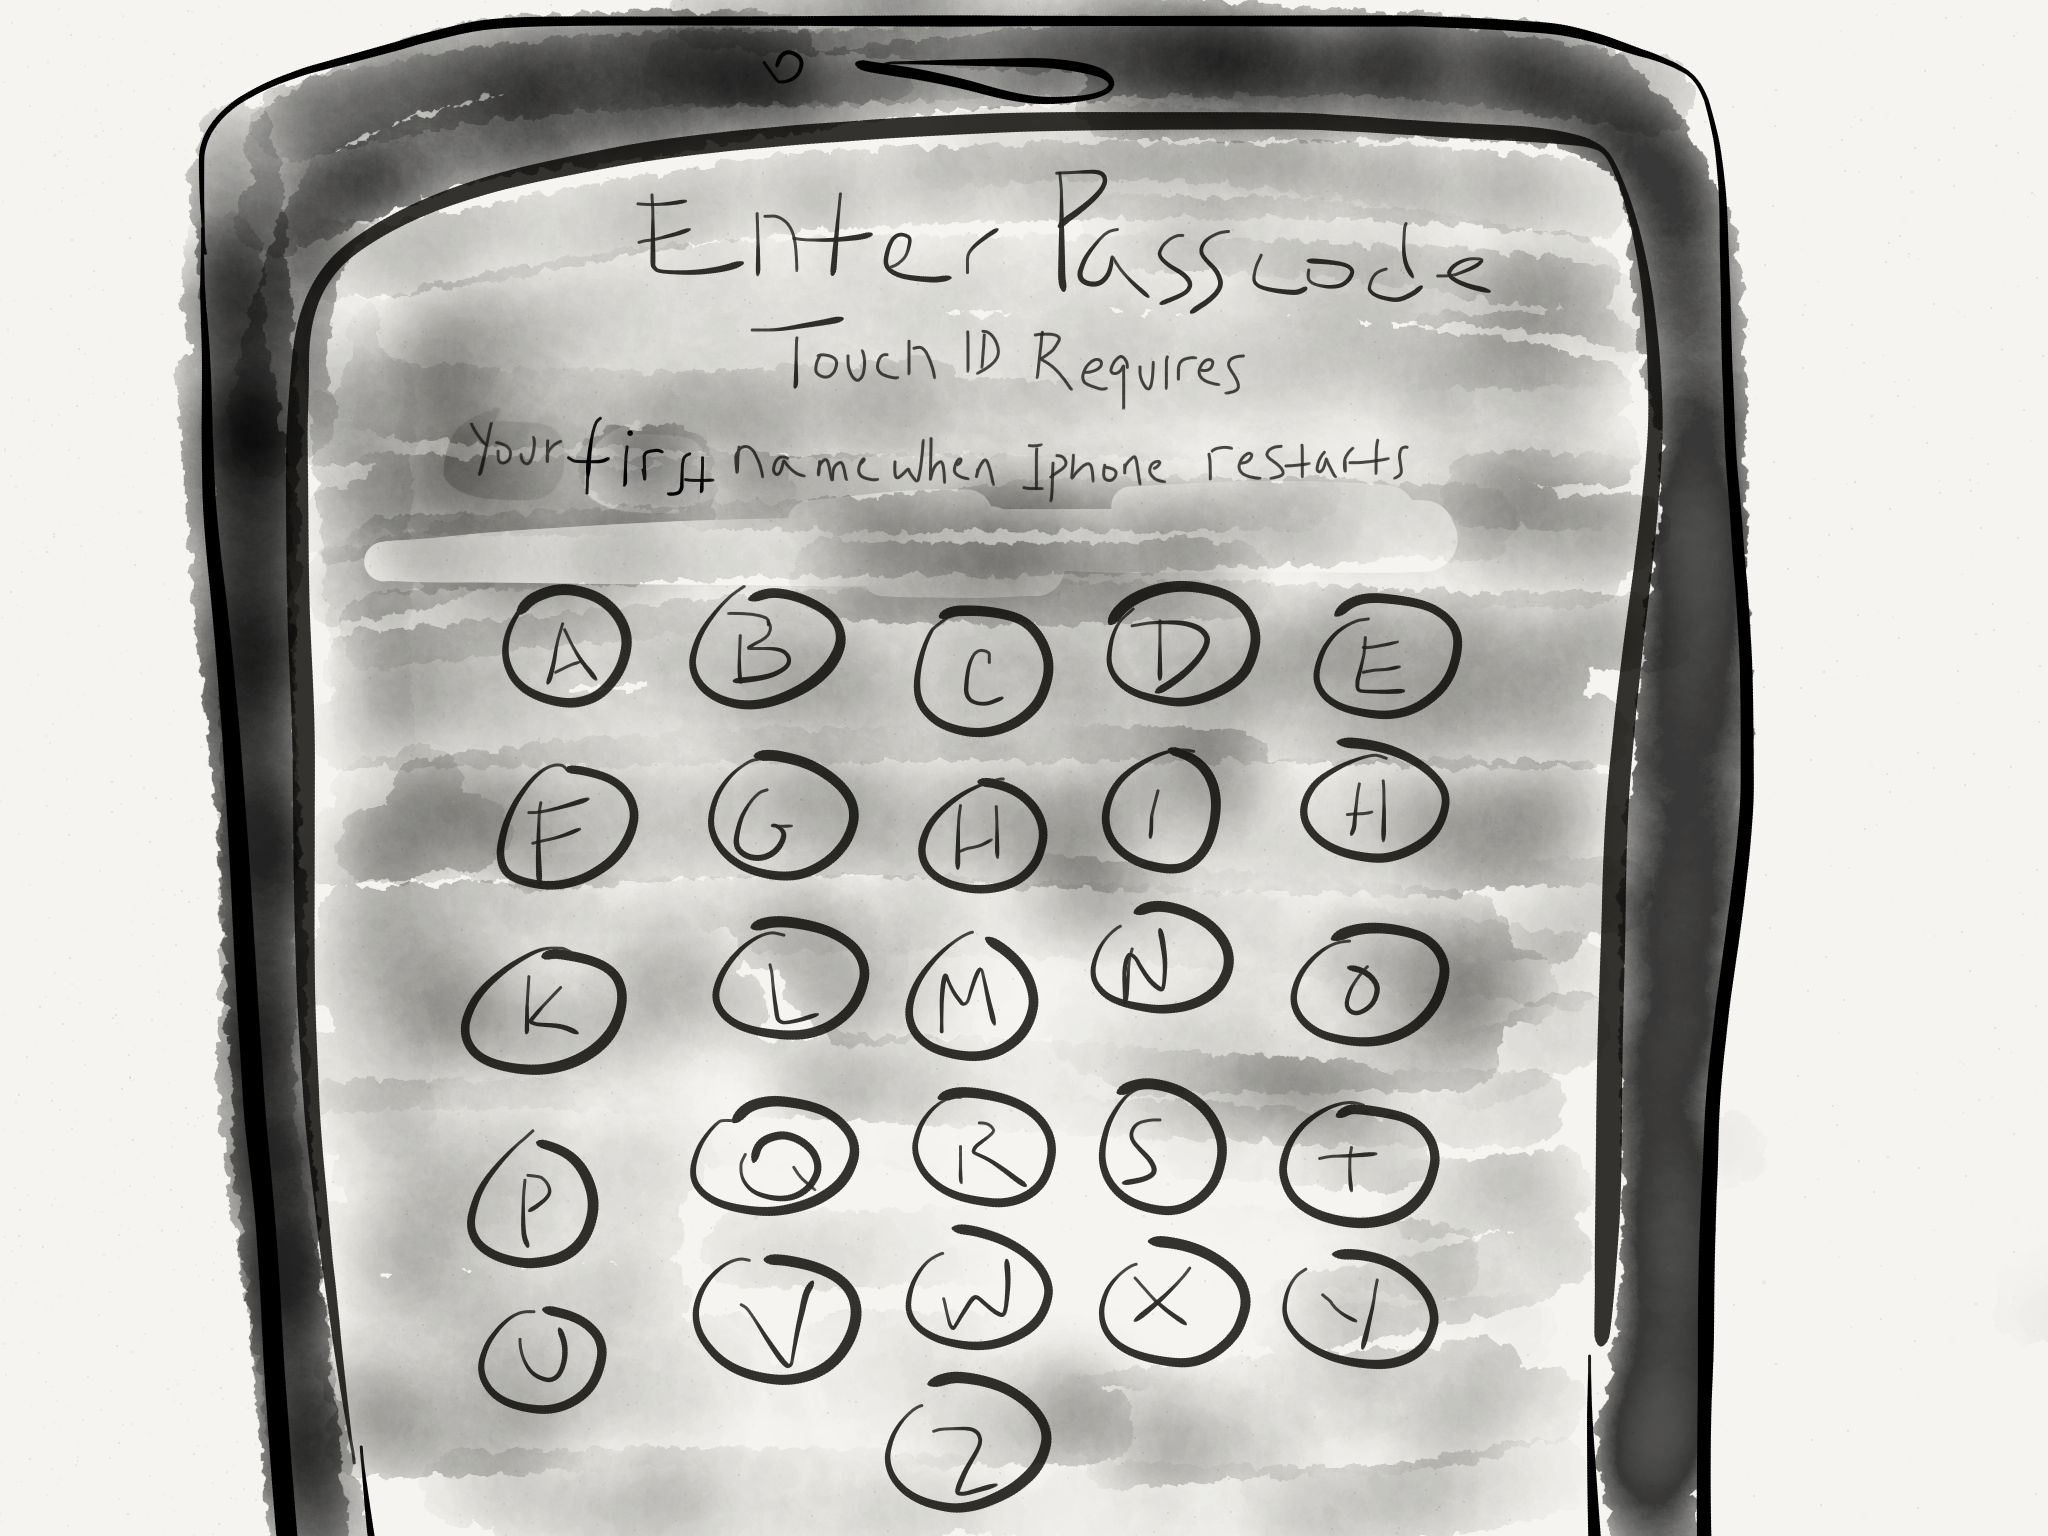 Enter Passcode
Touch ID Requires
Your first name when Iphone restarts
A B C D E
F G H I H
K L M N O
P Q R S T
U V W X Y
Z